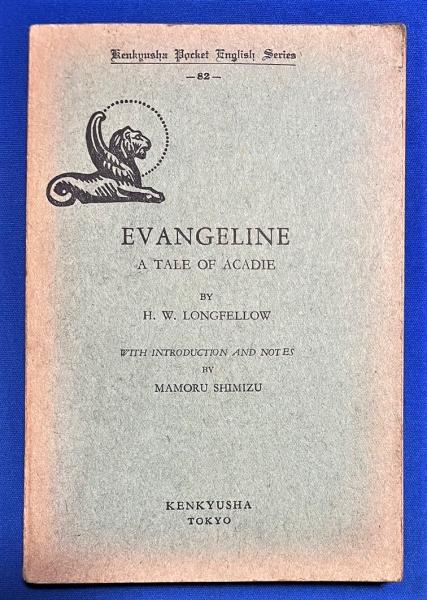 Kenkyusha Pocket English Series
—82—
EVANGELINE
A TALE OF ACADIE
BY
H. W. LONGFELLOW
WITH INTRODUCTION AND NOTES
BY
MAMORU SHIMIZU
KENKYUSHA
TOKYO